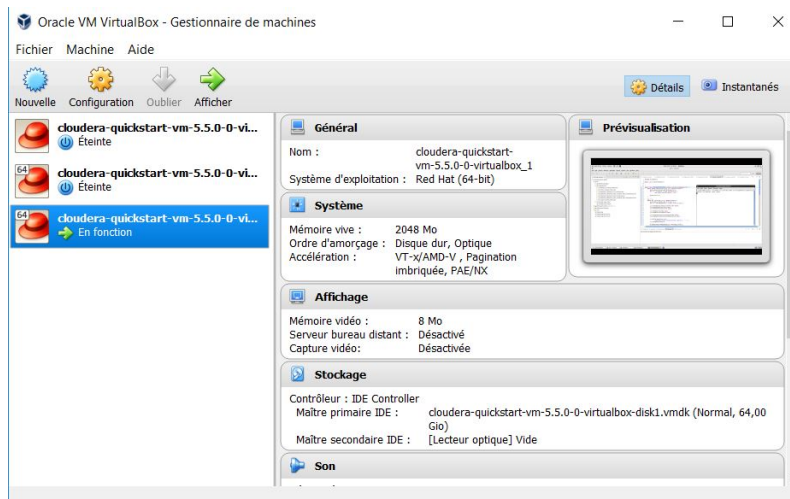 Oracle VM VirtualBox - Gestionnaire de machines
Fichier Machine Aide
Nouvelle Configuration Oublier Afficher
Détails Instantanés
cloudera-quickstart-vm-5.5.0-0-vi...
Éteinte
64
cloudera-quickstart-vm-5.5.0-0-vi...
Éteinte
64
cloudera-quickstart-vm-5.5.0-0-vi...
En fonction
Général
Nom : cloudera-quickstart-
vm-5.5.0-0-virtualbox_1
Système d'exploitation : Red Hat (64-bit)
Prévisualisation
Système
Mémoire vive : 2048 Mo
Ordre d'amorçage : Disque dur, Optique
Accélération : VT-x/AMD-V , Pagination
imbriquée, PAE/NX
Affichage
Mémoire vidéo : 8 Mo
Serveur bureau distant : Désactivé
Capture vidéo: Désactivée
Stockage
Contrôleur : IDE Controller
Maître primaire IDE : cloudera-quickstart-vm-5.5.0-0-virtualbox-disk1.vmdk (Normal, 64,00
Gio)
Maître secondaire IDE : [Lecteur optique] Vide
Son